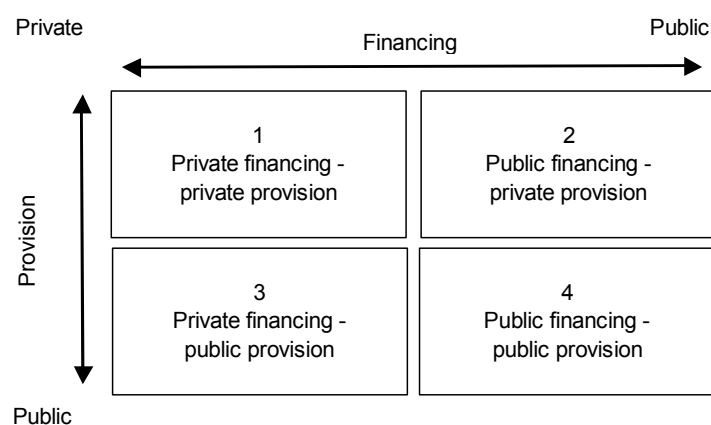 Private
Public
Financing
Provision
1
Private financing -
private provision
2
Public financing -
private provision
3
Private financing -
public provision
4
Public financing -
public provision
Public